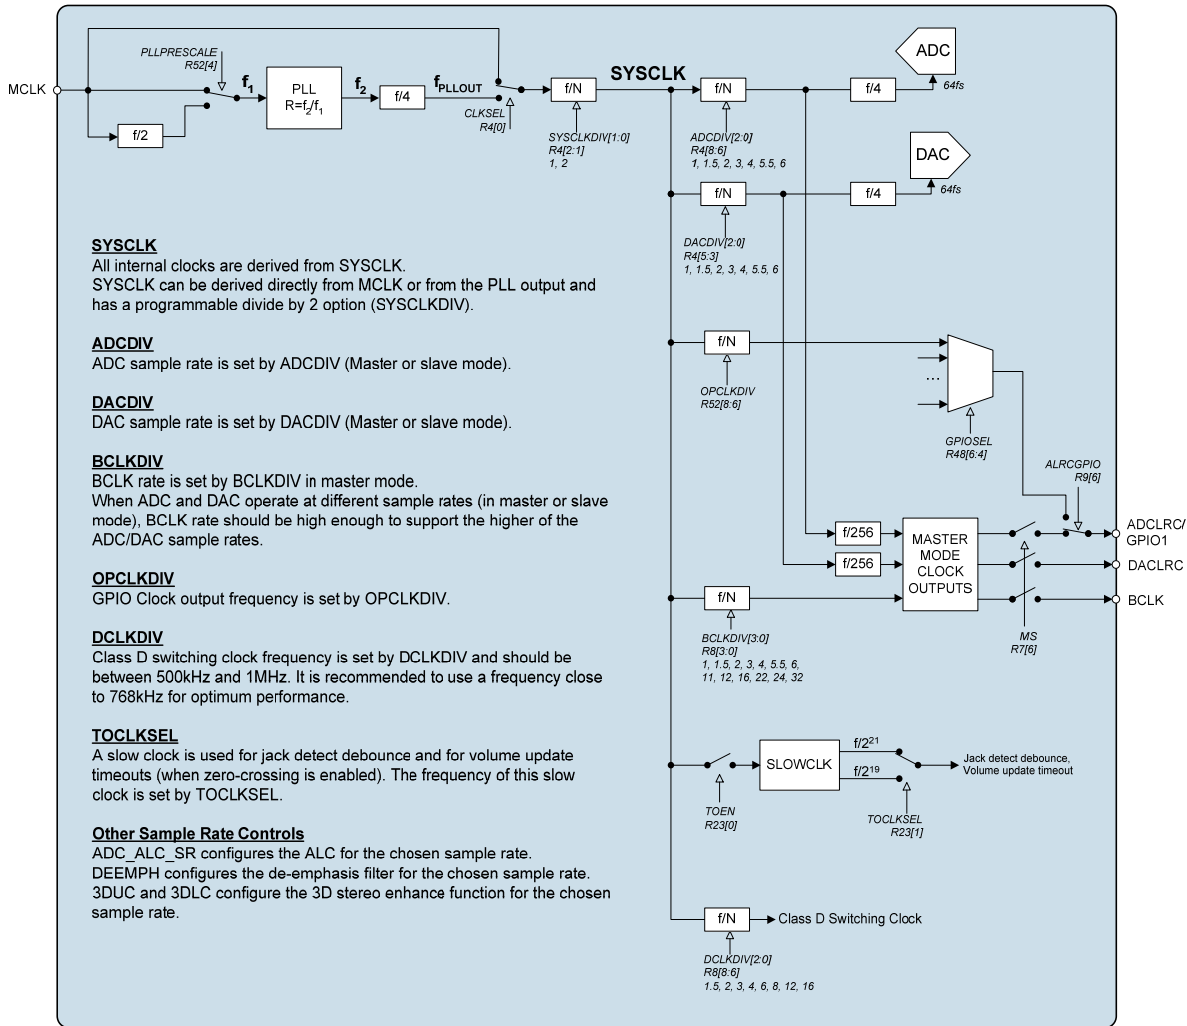 MCLK
PLLPRESCALE
R52[4]
f1
PLL
R=f2/f1
f2
f/4
fPLLOUT
f/2
CLKSEL
R4[0]
f/N
SYSCLK
SYSCLKDIV[1:0]
R4[2:1]
1, 2
f/N
ADCDIV[2:0]
R4[8:6]
1, 1.5, 2, 3, 4, 5.5, 6
f/4
ADC
64fs
DAC
f/N
f/4
64fs
DACDIV[2:0]
R4[5:3]
1, 1.5, 2, 3, 4, 5.5, 6
SYSCLK
All internal clocks are derived from SYSCLK.
SYSCLK can be derived directly from MCLK or from the PLL output and
has a programmable divide by 2 option (SYSCLKDIV).
ADCDIV
ADC sample rate is set by ADCDIV (Master or slave mode).
DACDIV
DAC sample rate is set by DACDIV (Master or slave mode).
BCLKDIV
BCLK rate is set by BCLKDIV in master mode.
When ADC and DAC operate at different sample rates (in master or slave
mode), BCLK rate should be high enough to support the higher of the
ADC/DAC sample rates.
OPCLKDIV
GPIO Clock output frequency is set by OPCLKDIV.
DCLKDIV
Class D switching clock frequency is set by DCLKDIV and should be
between 500kHz and 1MHz. It is recommended to use a frequency close
to 768kHz for optimum performance.
TOCLKSEL
A slow clock is used for jack detect debounce and for volume update
timeouts (when zero-crossing is enabled). The frequency of this slow
clock is set by TOCLKSEL.
Other Sample Rate Controls
ADC_ALC_SR configures the ALC for the chosen sample rate.
DEEMPH configures the de-emphasis filter for the chosen sample rate.
3DUC and 3DLC configure the 3D stereo enhance function for the chosen
sample rate.
f/N
OPCLKDIV
R52[8:6]
...
GPIOSEL
R48[6:4]
ALRCGPIO
R9[6]
f/256
f/256
MASTER
MODE
CLOCK
OUTPUTS
ADCLRC/
GPIO1
DACLRC
BCLK
MS
R7[6]
f/N
BCLKDIV[3:0]
R8[3:0]
1, 1.5, 2, 3, 4, 5.5, 6,
11, 12, 16, 22, 24, 32
TOEN
R23[0]
SLOWCLK
f/2²¹
f/2¹⁹
TOCLKSEL
R23[1]
Jack detect debounce,
Volume update timeout
f/N
Class D Switching Clock
DCLKDIV[2:0]
R8[8:6]
1.5, 2, 3, 4, 6, 8, 12, 16